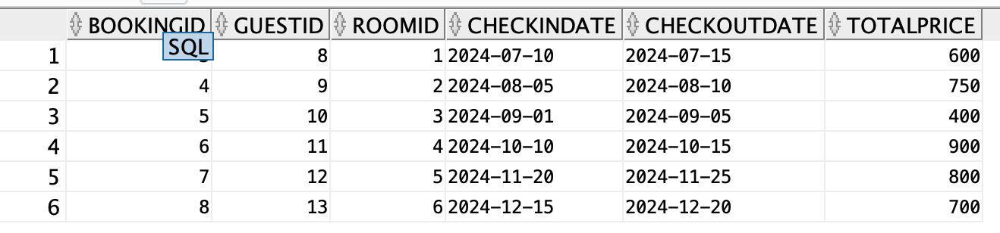 BOOKINGID GUESTID ROOMID CHECKINDATE CHECKOUTDATE TOTALPRICE
SQL
1 8 1 2024-07-10 2024-07-15 600
2 4 9 2 2024-08-05 2024-08-10 750
3 5 10 3 2024-09-01 2024-09-05 400
4 6 11 4 2024-10-10 2024-10-15 900
5 7 12 5 2024-11-20 2024-11-25 800
6 8 13 6 2024-12-15 2024-12-20 700